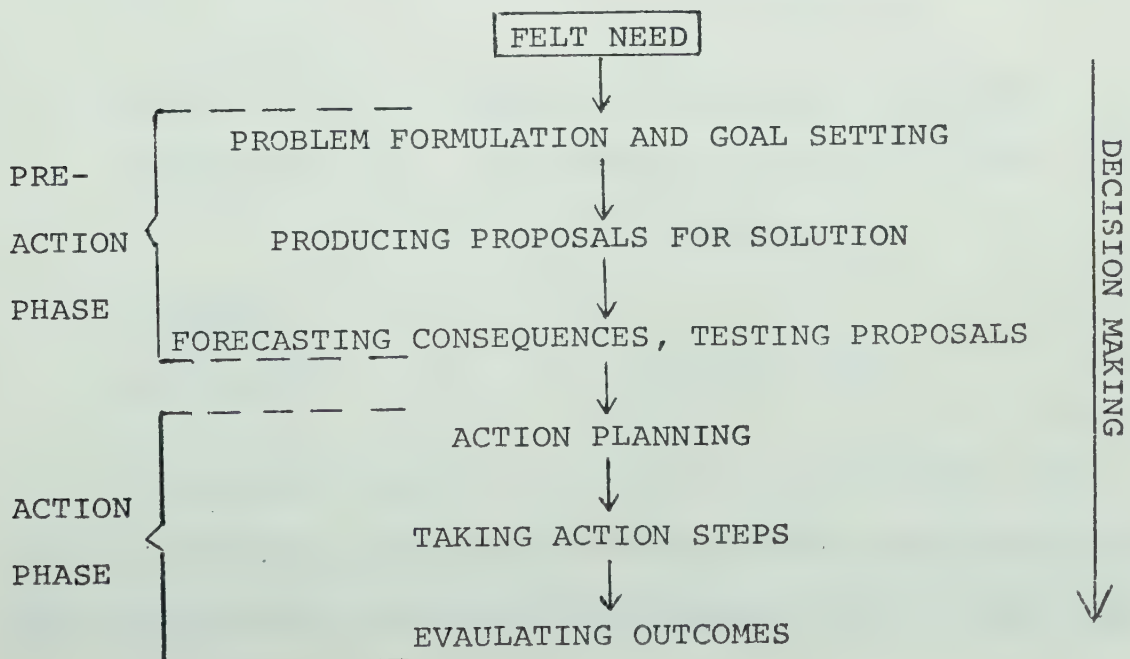 FELT NEED
PROBLEM FORMULATION AND GOAL SETTING
PRE-
ACTION
PHASE
PRODUCING PROPOSALS FOR SOLUTION
FORECASTING CONSEQUENCES, TESTING PROPOSALS
ACTION PLANNING
ACTION
PHASE
TAKING ACTION STEPS
EVAULATING OUTCOMES
DECISION MAKING